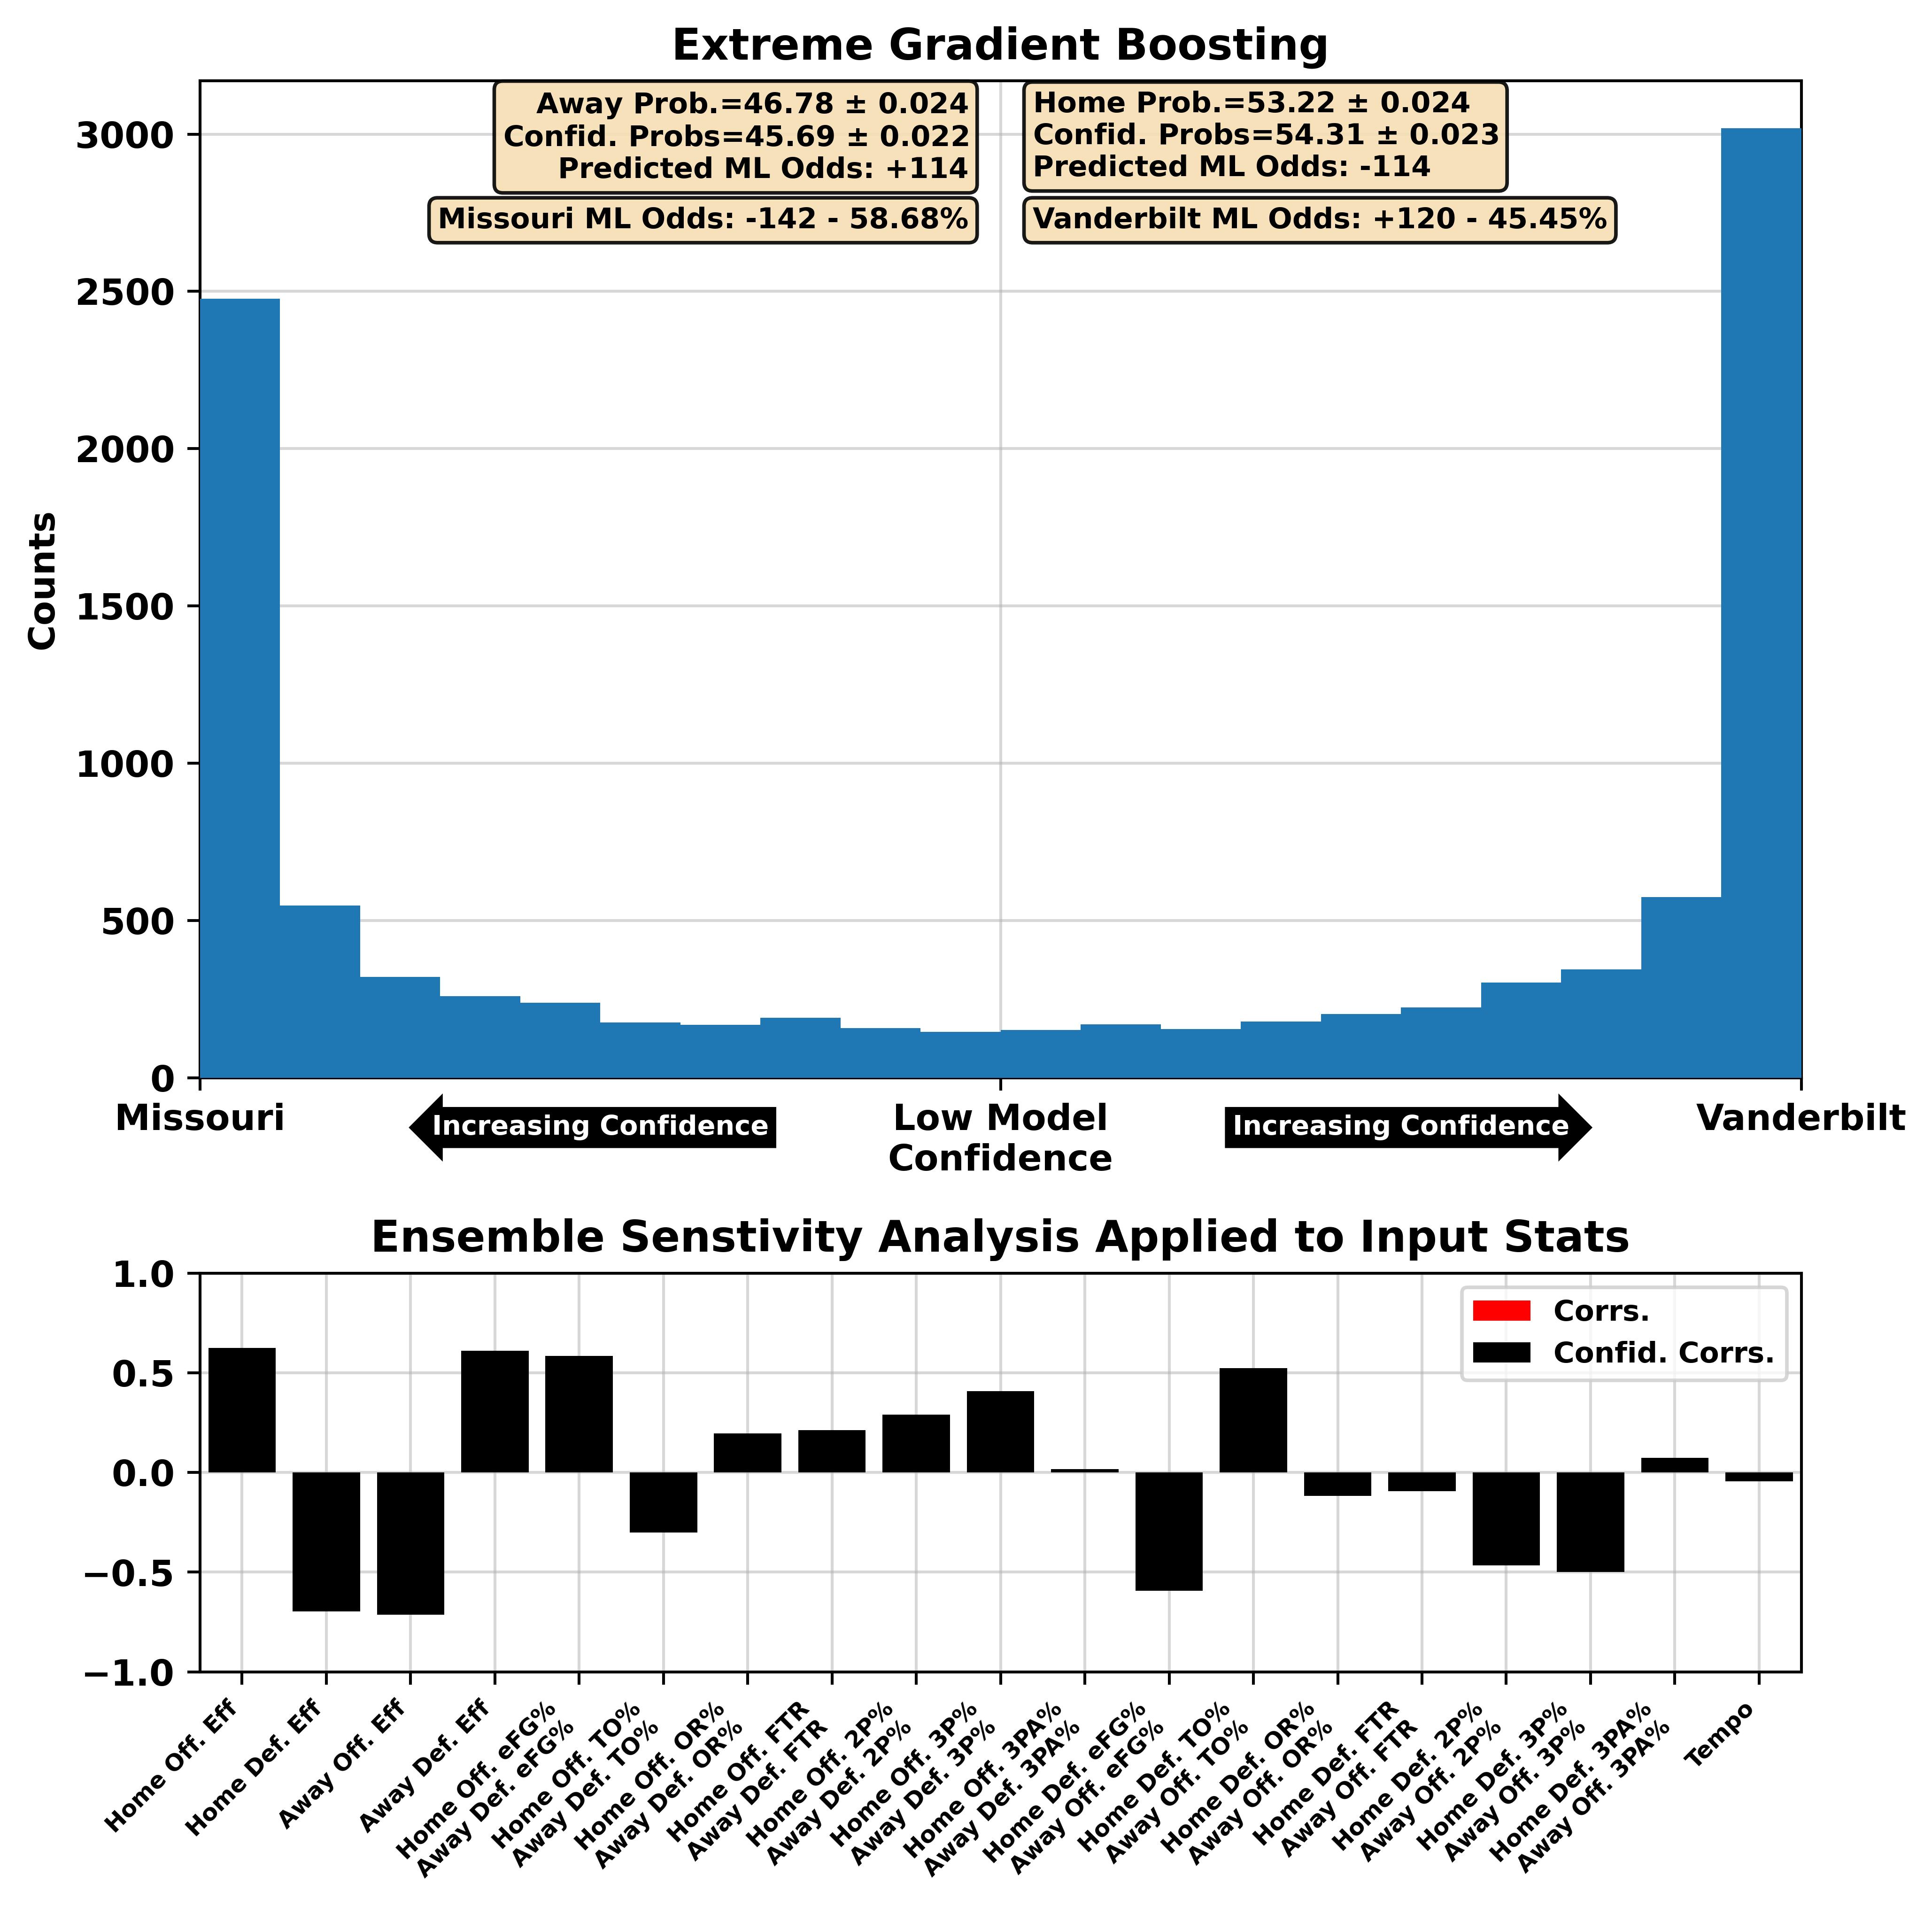 Extreme Gradient Boosting
Away Prob.=46.78 ± 0.024
Confid. Probs=45.69 ± 0.022
Predicted ML Odds: +114
Home Prob.=53.22 ± 0.024
Confid. Probs=54.31 ± 0.023
Predicted ML Odds: -114
Missouri ML Odds: -142 - 58.68%
Vanderbilt ML Odds: +120 - 45.45%
Counts
3000
2500
2000
1500
1000
500
0
Missouri
Increasing Confidence
Low Model
Confidence
Increasing Confidence
Vanderbilt
Ensemble Senstivity Analysis Applied to Input Stats
1.0
0.5
0.0
−0.5
−1.0
Corrs.
Confid. Corrs.
Home Off. Eff
Home Def. Eff
Away Off. Eff
Away Def. Eff
Home Off. eFG%
Away Def. eFG%
Home Off. TO%
Away Def. TO%
Home Off. OR%
Away Def. OR%
Home Off. FTR
Away Def. FTR
Home Off. 2P%
Away Def. 2P%
Home Off. 3P%
Away Def. 3P%
Home Off. 3PA%
Away Def. 3PA%
Home Def. eFG%
Away Off. eFG%
Home Def. TO%
Away Off. TO%
Home Def. OR%
Away Off. OR%
Home Def. FTR
Away Off. FTR
Home Def. 2P%
Away Off. 2P%
Home Def. 3P%
Away Off. 3P%
Home Def. 3PA%
Away Off. 3PA%
Tempo